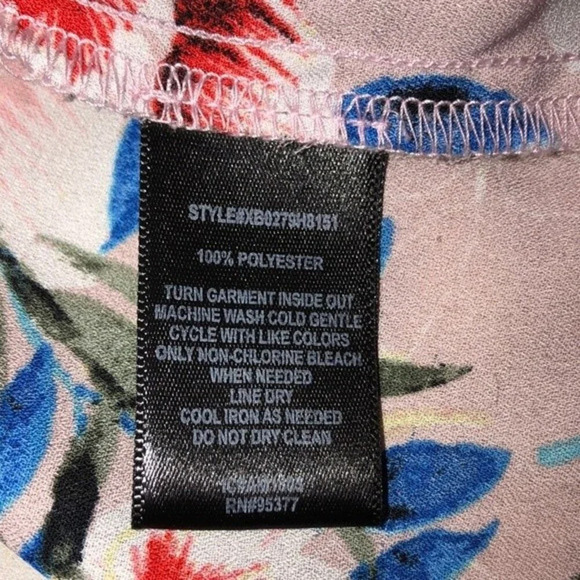 STYLE#XB0279H8151
100% POLYESTER
TURN GARMENT INSIDE OUT
MACHINE WASH COLD GENTLE
CYCLE WITH LIKE COLORS
ONLY NON-CHLORINE BLEACH
WHEN NEEDED
LINE DRY
COOL IRON AS NEEDED
DO NOT DRY CLEAN
RN#95377